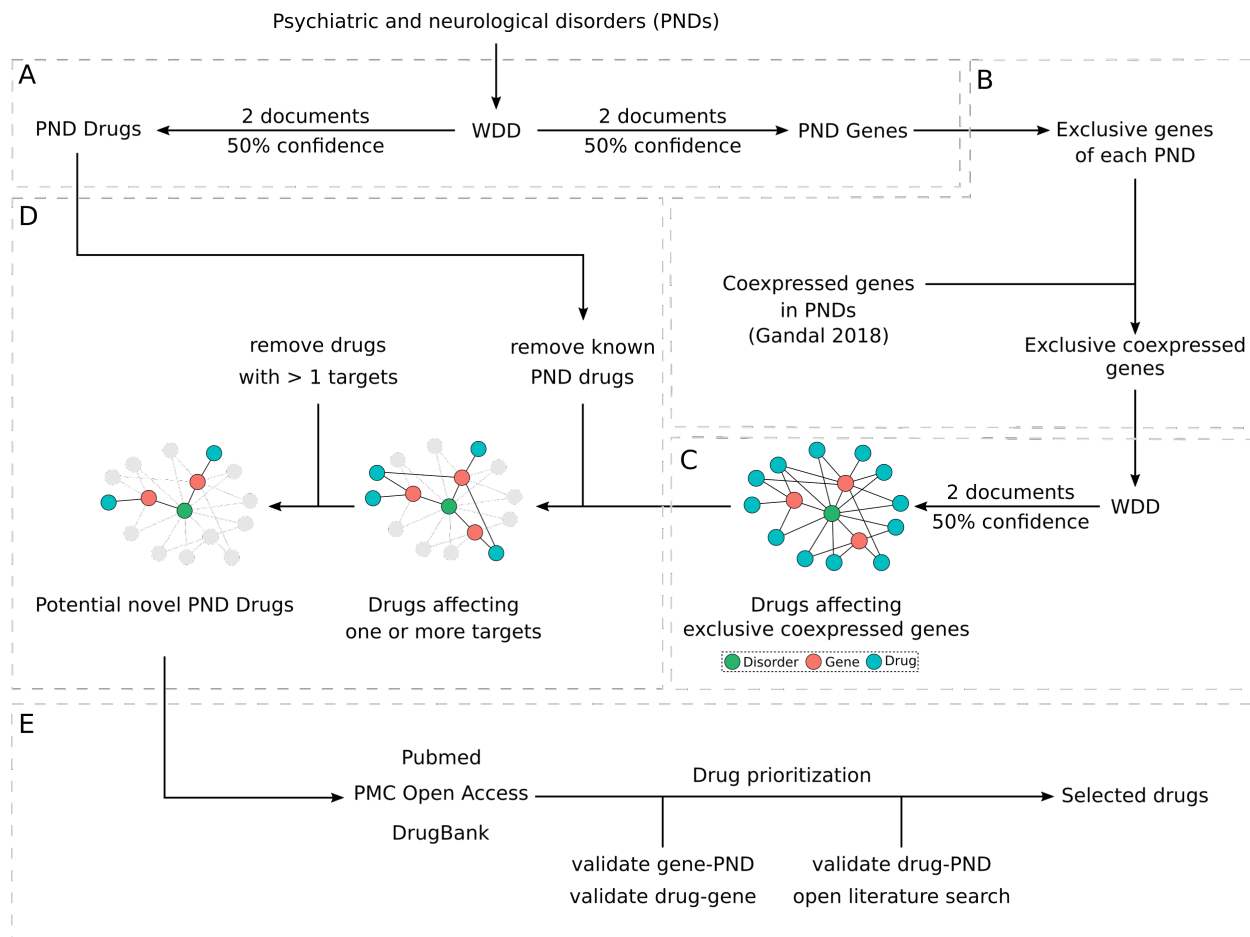 Psychiatric and neurological disorders (PNDs)
A
B
PND Drugs
2 documents
50% confidence
WDD
2 documents
50% confidence
PND Genes
Exclusive genes
of each PND
D
Coexpressed genes
in PNDs
(Gandal 2018)
Exclusive coexpressed
genes
remove drugs
with > 1 targets
remove known
PND drugs
C
2 documents
50% confidence
WDD
Potential novel PND Drugs
Drugs affecting
one or more targets
Drugs affecting
exclusive coexpressed genes
Disorder Gene Drug
E
Pubmed
PMC Open Access
DrugBank
Drug prioritization
Selected drugs
validate gene-PND
validate drug-gene
validate drug-PND
open literature search